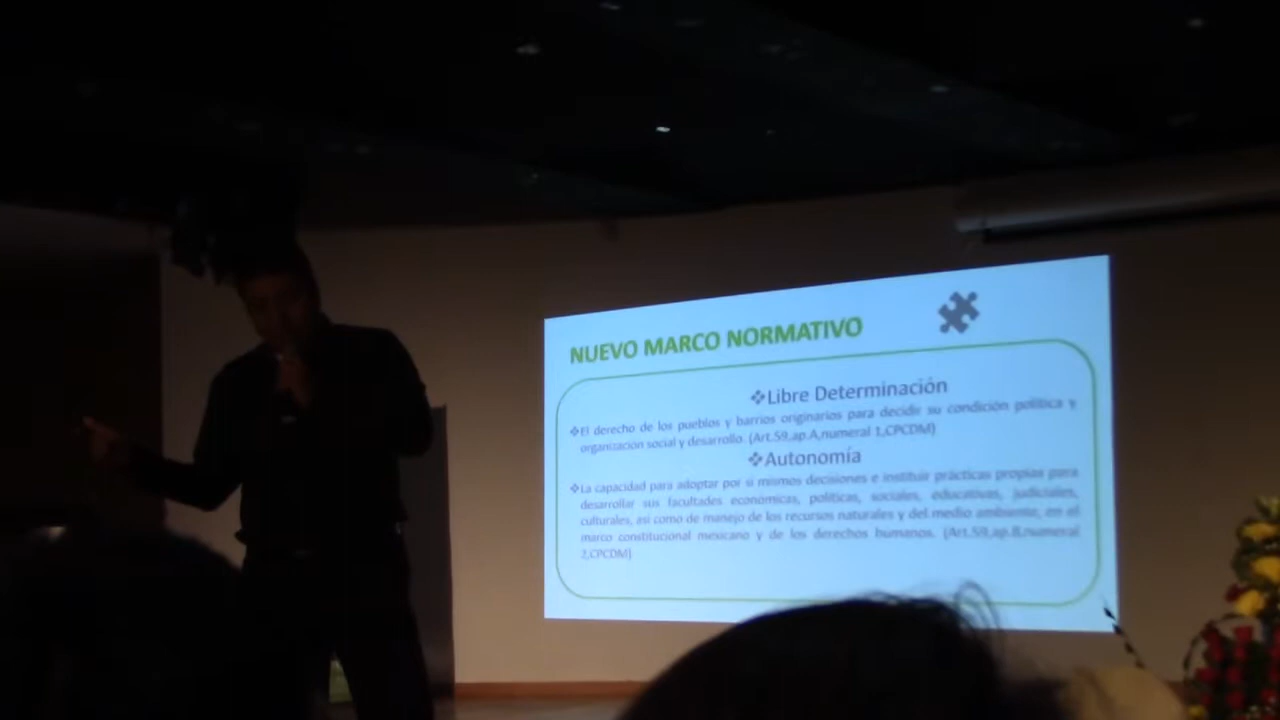 NUEVO MARCO NORMATIVO
❖Libre Determinación
❖El derecho de los pueblos y barrios originarios para decidir su condición política y
organización social y desarrollo. (Art.59,ap.A,numeral 1,CPCDM)
❖Autonomía
❖La capacidad para adoptar por si mismos decisiones e instituir prácticas propias para
desarrollar sus facultades económicas, políticas, sociales, educativas, judiciales,
culturales, asi como de manejo de los recursos naturales y del medio ambiente, en el
marco constitucional mexicano y de los derechos humanos. (Art.59,ap.B,numeral
2,CPCDM)